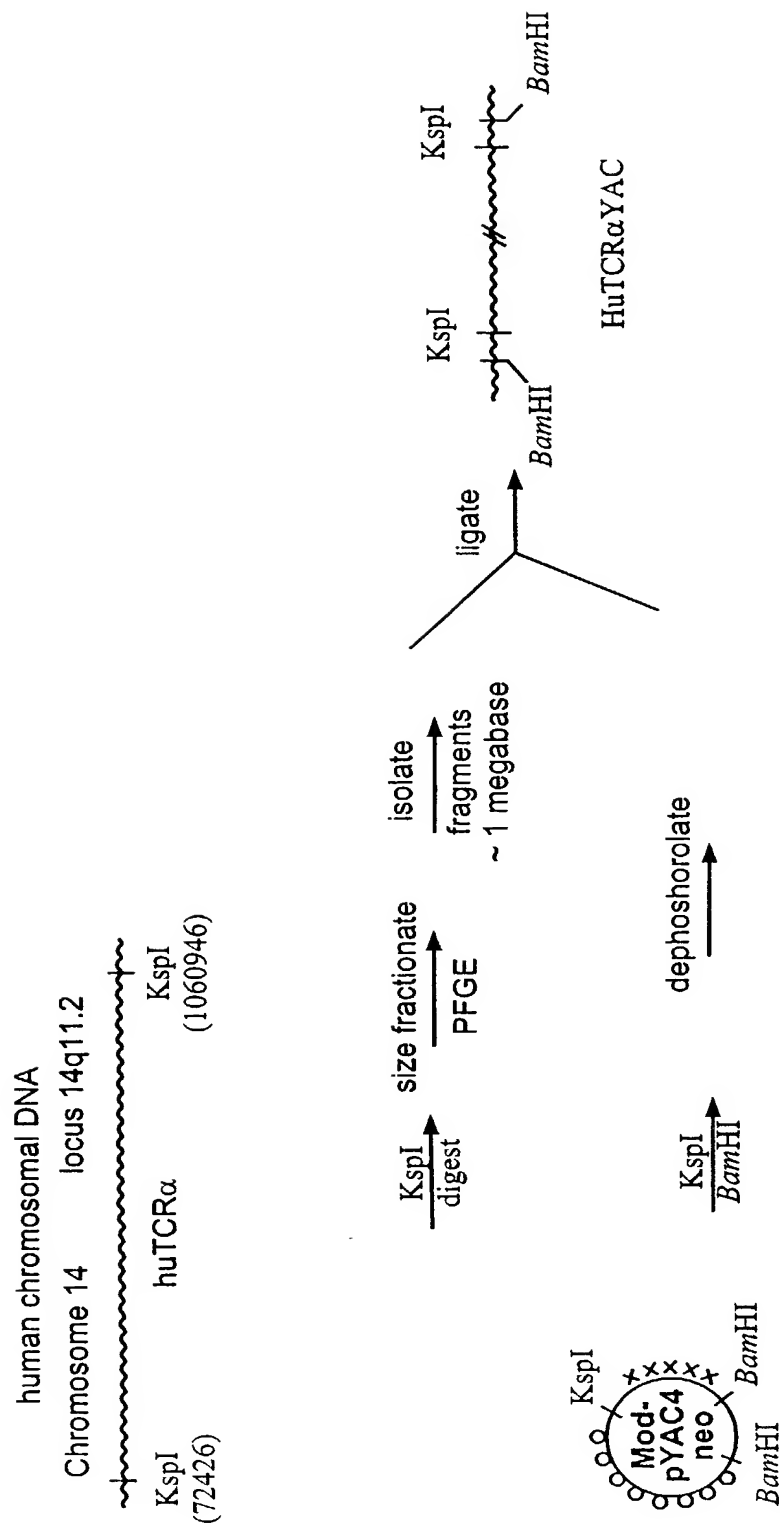 human chromosomal DNA
Chromosome 14 locus 14q11.2
KspI
(72426)
huTCRα
KspI
(1060946)
KspI
digest
size fractionate
PFGE
isolate
fragments
~ 1 megabase
Mod-
pYAC4
neo
KspI
BamHI
BamHI
KspI
BamHI
dephoshorolate
ligate
KspI
KspI
BamHI
BamHI
HuTCRαYAC